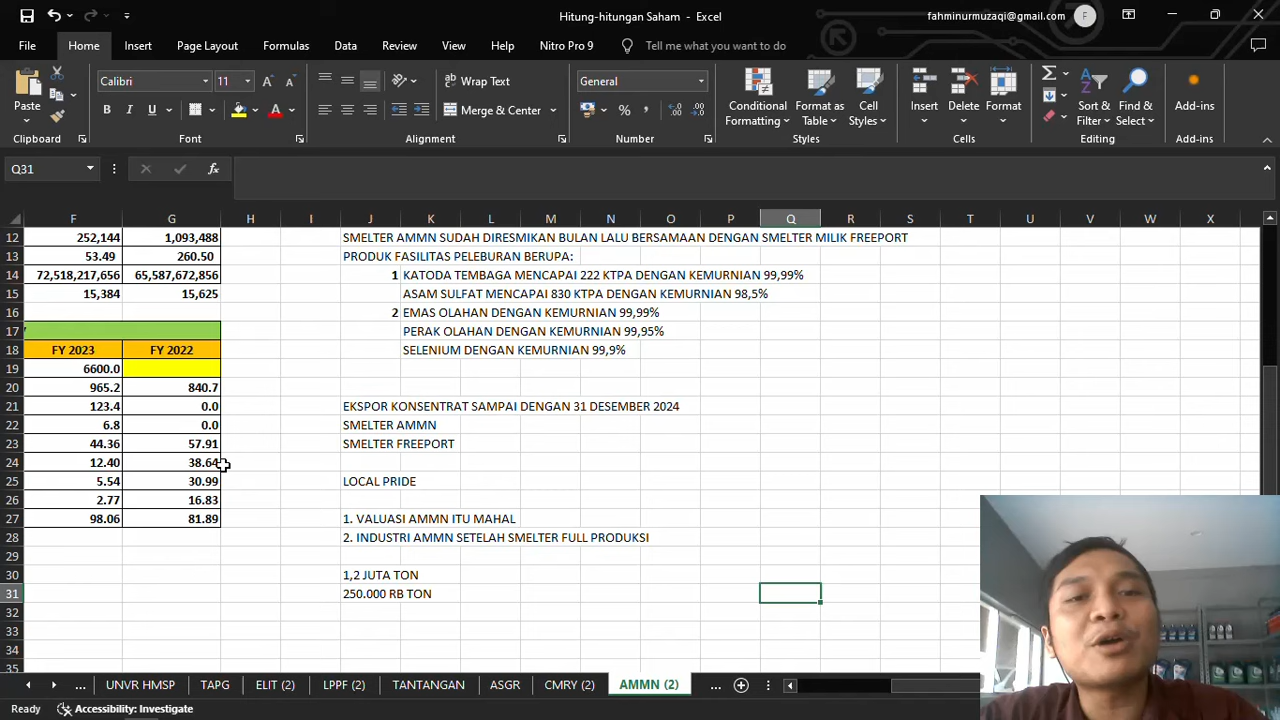 Hitung-hitungan Saham - Excel
fahminurmuzaqi@gmail.com
F
File
Home
Insert
Page Layout
Formulas
Data
Review
View
Help
Nitro Pro 9
Tell me what you want to do
Paste
Calibri
11
B I U
Wrap Text
Merge & Center
General
Conditional Formatting
Format as Table
Cell Styles
Insert
Delete
Format
Sort & Filter
Find & Select
Add-ins
Clipboard
Font
Alignment
Number
Styles
Cells
Editing
Add-ins
Q31
fx
F G H I J K L M N O P Q R S T U V W X
12 252,144 1,093,488 SMELTER AMMN SUDAH DIRESMIKAN BULAN LALU BERSAMAAN DENGAN SMELTER MILIK FREEPORT
13 53.49 260.50 PRODUK FASILITAS PELEBURAN BERUPA:
14 72,518,217,656 65,587,672,856 1 KATODA TEMBAGA MENCAPAI 222 KTPA DENGAN KEMURNIAN 99,99%
15 15,384 15,625 ASAM SULFAT MENCAPAI 830 KTPA DENGAN KEMURNIAN 98,5%
16 2 EMAS OLAHAN DENGAN KEMURNIAN 99,99%
17 PERAK OLAHAN DENGAN KEMURNIAN 99,95%
18 FY 2023 FY 2022 SELENIUM DENGAN KEMURNIAN 99,9%
19 6600.0
20 965.2 840.7
21 123.4 0.0 EKSPOR KONSENTRAT SAMPAI DENGAN 31 DESEMBER 2024
22 6.8 0.0 SMELTER AMMN
23 44.36 57.91 SMELTER FREEPORT
24 12.40 38.64
25 5.54 30.99 LOCAL PRIDE
26 2.77 16.83
27 98.06 81.89 1. VALUASI AMMN ITU MAHAL
28 2. INDUSTRI AMMN SETELAH SMELTER FULL PRODUKSI
29
30 1,2 JUTA TON
31 250.000 RB TON
32
33
34
35
... UNVR HMSP TAPG ELIT (2) LPPF (2) TANTANGAN ASGR CMRY (2) AMMN (2) ...
Ready
Accessibility: Investigate